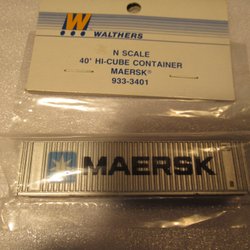 W
WALTHERS
N SCALE
40' HI-CUBE CONTAINER
MAERSK®
933-3401
MAERSK